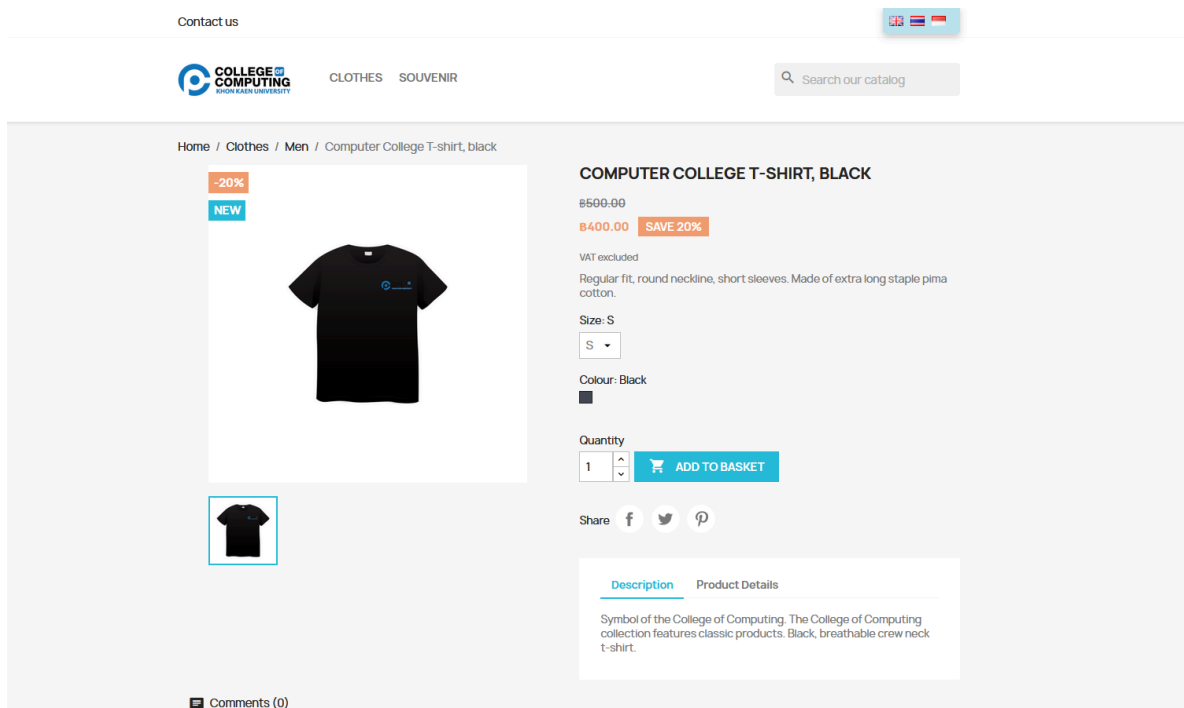 Contact us
COLLEGE OF
COMPUTING
KHON KAEN UNIVERSITY
CLOTHES SOUVENIR
Search our catalog
Home / Clothes / Men / Computer College T-shirt, black
-20%
NEW
COMPUTER COLLEGE T-SHIRT, BLACK
฿500.00
฿400.00 SAVE 20%
VAT excluded
Regular fit, round neckline, short sleeves. Made of extra long staple pima
cotton.
Size: S
S
Colour: Black
Quantity
1
ADD TO BASKET
Share
Description Product Details
Symbol of the College of Computing. The College of Computing
collection features classic products. Black, breathable crew neck
t-shirt.
Comments (0)